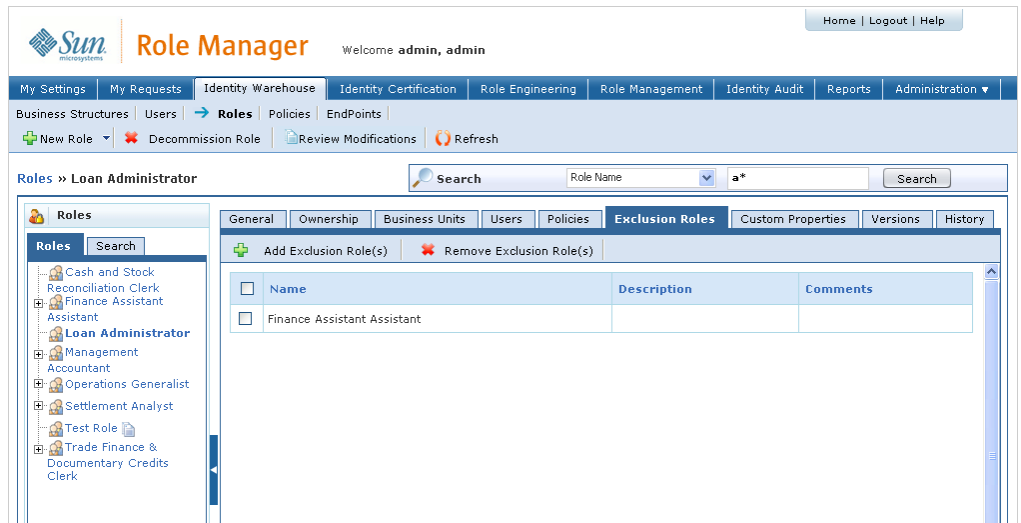 Home | Logout | Help
Sun
microsystems
Role Manager
Welcome admin, admin
My Settings My Requests Identity Warehouse Identity Certification Role Engineering Role Management Identity Audit Reports Administration
Business Structures Users Roles Policies EndPoints
New Role Decommission Role Review Modifications Refresh
Roles » Loan Administrator
Search Role Name a* Search
Roles
Roles Search
Cash and Stock
Reconciliation Clerk
Finance Assistant
Assistant
Loan Administrator
Management
Accountant
Operations Generalist
Settlement Analyst
Test Role
Trade Finance &
Documentary Credits
Clerk
General Ownership Business Units Users Policies Exclusion Roles Custom Properties Versions History
Add Exclusion Role(s) Remove Exclusion Role(s)
Name Description Comments
Finance Assistant Assistant